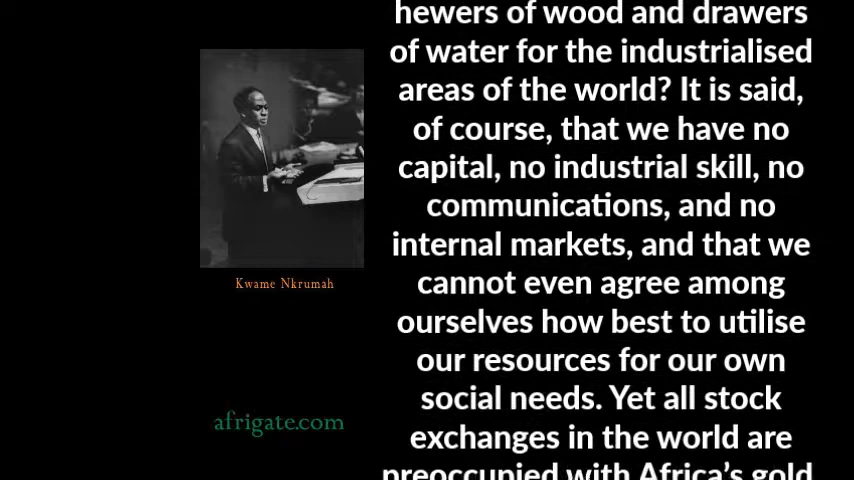 Kwame Nkrumah
afrigate.com
hewers of wood and drawers
of water for the industrialised
areas of the world? It is said,
of course, that we have no
capital, no industrial skill, no
communications, and no
internal markets, and that we
cannot even agree among
ourselves how best to utilise
our resources for our own
social needs. Yet all stock
exchanges in the world are
preoccupied with Africa's gold